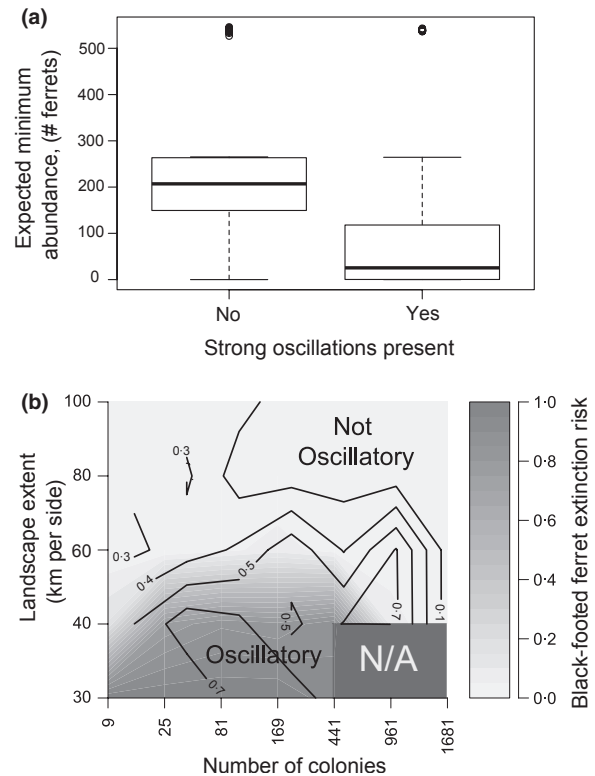 (a)
Expected minimum
abundance, (# ferrets)
500
400
300
200
100
0
No
Yes
Strong oscillations present
(b)
Landscape extent
(km per side)
100
80
60
40
30
Not
Oscillatory
Oscillatory
N/A
0·3
0·3
0·4
0·5
0·5
0·7
0·7
0·1
9
25
81
169
441
961
1681
Number of colonies
1·0
0·8
0·6
0·4
0·2
0·0
Black-footed ferret extinction risk